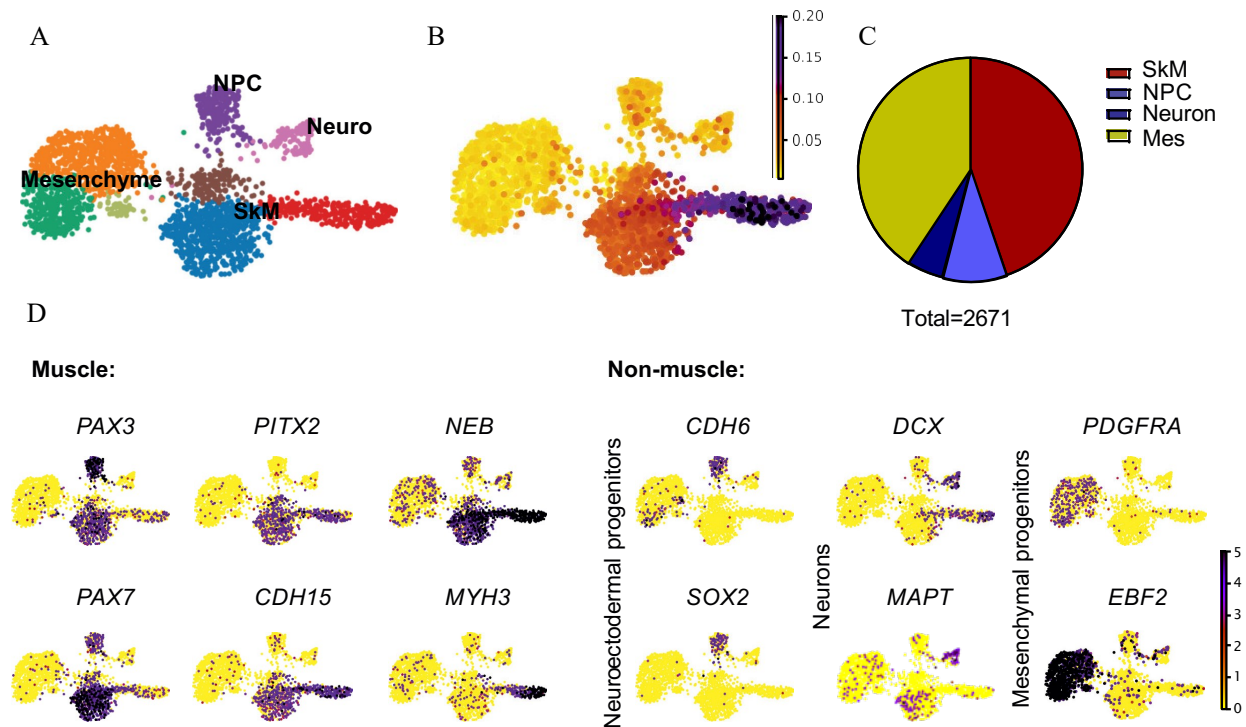 A
B
C
NPC
Neuro
Mesenchyme
SkM
0.20
0.15
0.10
0.05
SkM
NPC
Neuron
Mes
Total=2671
D
Muscle:
Non-muscle:
PAX3
PITX2
NEB
CDH6
DCX
PDGFRA
PAX7
CDH15
MYH3
SOX2
MAPT
EBF2
Neuroectodermal progenitors
Neurons
Mesenchymal progenitors
5
4
3
2
1
0